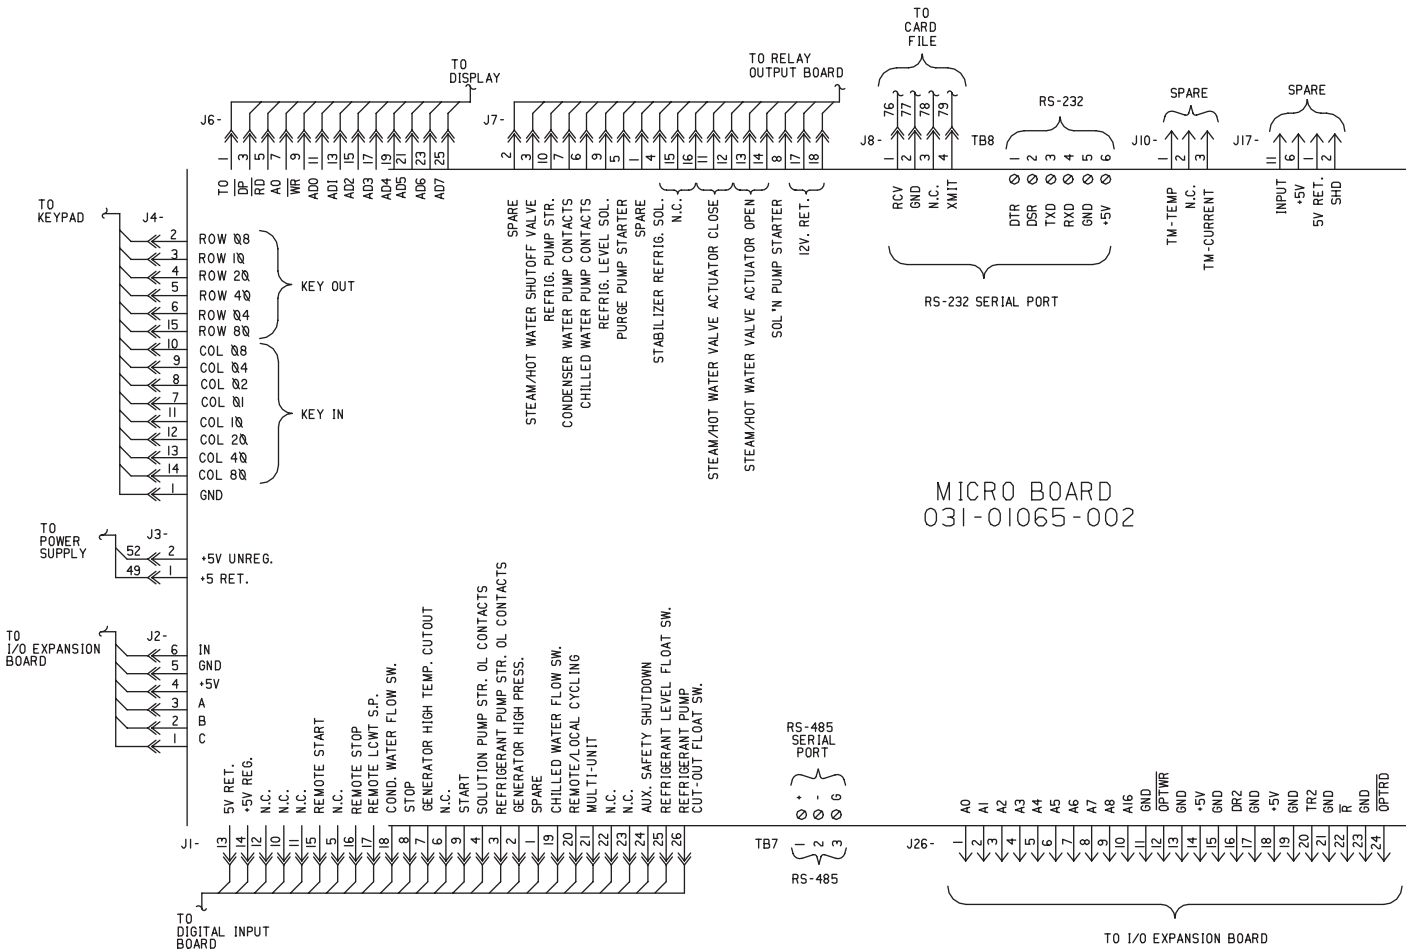 TO
DISPLAY
J6-
1 3 5 7 9 11 13 15 17 19 21 23 25
T0
DP
RD
A0
WR
AD0
AD1
AD2
AD3
AD4
AD5
AD6
AD7
TO RELAY
OUTPUT BOARD
J7-
2 3 10 7 6 9 5 1 4 15 16 11 12 13 14 8 17 18
SPARE
STEAM/HOT WATER SHUTOFF VALVE
REFRIG. PUMP STR.
CONDENSER WATER PUMP CONTACTS
CHILLED WATER PUMP CONTACTS
REFRIG. LEVEL SOL.
PURGE PUMP STARTER
SPARE
STABILIZER REFRIG. SOL.
N.C.
STEAM/HOT WATER VALVE ACTUATOR CLOSE
STEAM/HOT WATER VALVE ACTUATOR OPEN
SOL'N PUMP STARTER
12V. RET.
TO
CARD
FILE
76 77 78 79
J8-
1 2 3 4
RCV
GND
N.C.
XMIT
RS-232
TB8
1 2 3 4 5 6
DTR
DSR
TXD
RXD
GND
+5V
RS-232 SERIAL PORT
SPARE
J10-
1 2 3
TM-TEMP
N.C.
TM-CURRENT
SPARE
J17-
11 6 1 2
INPUT
+5V
5V RET.
SHD
TO
KEYPAD
J4-
2 ROW 08
3 ROW 10
4 ROW 20
5 ROW 40
6 ROW 04
15 ROW 80
KEY OUT
10 COL 08
9 COL 04
8 COL 02
7 COL 01
11 COL 10
12 COL 20
13 COL 40
14 COL 80
KEY IN
1 GND
MICRO BOARD
031-01065-002
TO
POWER
SUPPLY
J3-
52 2 +5V UNREG.
49 1 +5 RET.
TO
I/O EXPANSION
BOARD
J2-
6 IN
5 GND
4 +5V
3 A
2 B
1 C
5V RET.
+5V REG.
N.C.
N.C.
N.C.
REMOTE START
N.C.
REMOTE STOP
REMOTE LCWT S.P.
COND. WATER FLOW SW.
STOP
GENERATOR HIGH TEMP. CUTOUT
N.C.
START
SOLUTION PUMP STR. OL CONTACTS
REFRIGERANT PUMP STR. OL CONTACTS
GENERATOR HIGH PRESS.
SPARE
CHILLED WATER FLOW SW.
REMOTE/LOCAL CYCLING
MULTI-UNIT
N.C.
N.C.
AUX. SAFETY SHUTDOWN
REFRIGERANT LEVEL FLOAT SW.
REFRIGERANT PUMP
CUT-OUT FLOAT SW.
J1-
13 14 12 10 11 15 5 16 17 18 8 7 6 9 4 3 2 1 19 20 21 22 23 24 25 26
TO
DIGITAL INPUT
BOARD
RS-485
SERIAL
PORT
+ - G
TB7
1 2 3
RS-485
A0
A1
A2
A3
A4
A5
A6
A7
A8
A16
GND
OPTWR
GND
+5V
GND
DR2
GND
+5V
GND
TR2
GND
R
GND
OPTRD
J26-
1 2 3 4 5 6 7 8 9 10 11 12 13 14 15 16 17 18 19 20 21 22 23 24
TO I/O EXPANSION BOARD